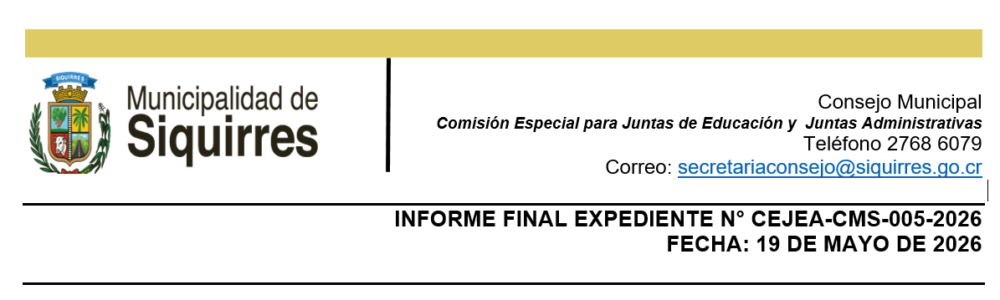 SIQUIRRES
Municipalidad de
Siquirres
Consejo Municipal
Comisión Especial para Juntas de Educación y  Juntas Administrativas
Teléfono 2768 6079
Correo: secretariaconsejo@siquirres.go.cr
INFORME FINAL EXPEDIENTE N° CEJEA-CMS-005-2026
FECHA: 19 DE MAYO DE 2026